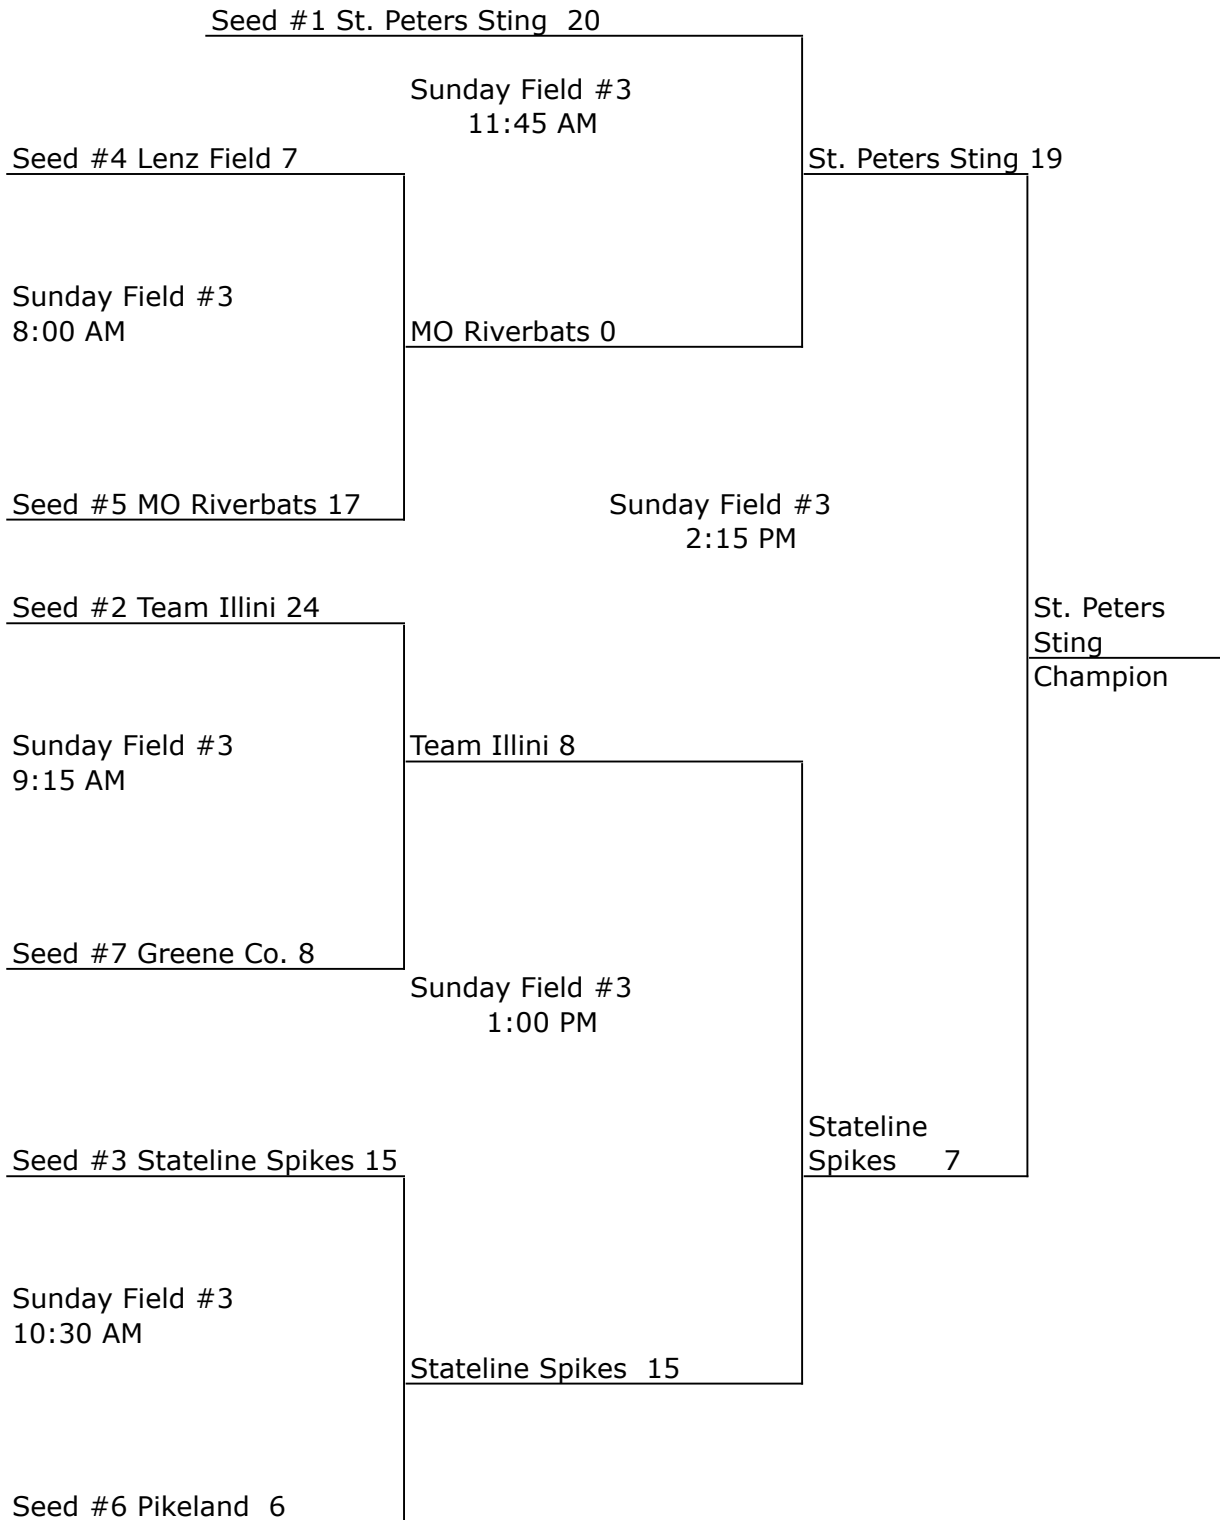 Seed #1 St. Peters Sting  20
Sunday Field #3
11:45 AM
Seed #4 Lenz Field 7
St. Peters Sting 19
Sunday Field #3
8:00 AM
MO Riverbats 0
Seed #5 MO Riverbats 17
Sunday Field #3
2:15 PM
Seed #2 Team Illini 24
St. Peters
Sting
Champion
Sunday Field #3
9:15 AM
Team Illini 8
Seed #7 Greene Co. 8
Sunday Field #3
1:00 PM
Stateline
Spikes 7
Seed #3 Stateline Spikes 15
Sunday Field #3
10:30 AM
Stateline Spikes  15
Seed #6 Pikeland  6